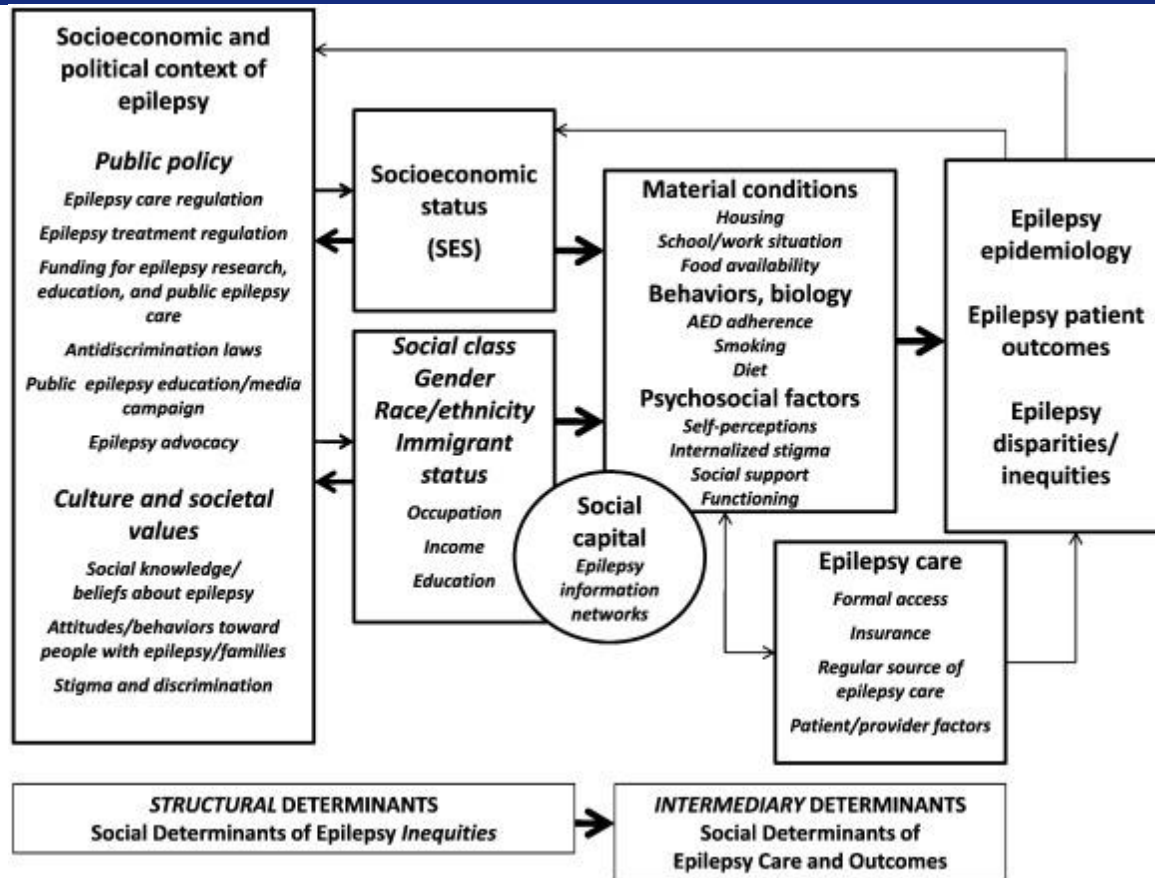 Socioeconomic and
political context of
epilepsy
Public policy
Epilepsy care regulation
Epilepsy treatment regulation
Funding for epilepsy research,
education, and public epilepsy
care
Antidiscrimination laws
Public epilepsy education/media
campaign
Epilepsy advocacy
Culture and societal
values
Social knowledge/
beliefs about epilepsy
Attitudes/behaviors toward
people with epilepsy/families
Stigma and discrimination
Socioeconomic
status
(SES)
Social class
Gender
Race/ethnicity
Immigrant
status
Occupation
Income
Education
Material conditions
Housing
School/work situation
Food availability
Behaviors, biology
AED adherence
Smoking
Diet
Psychosocial factors
Self-perceptions
Internalized stigma
Social support
Functioning
Social
capital
Epilepsy
information
networks
Epilepsy
epidemiology
Epilepsy patient
outcomes
Epilepsy
disparities/
inequities
Epilepsy care
Formal access
Insurance
Regular source of
epilepsy care
Patient/provider factors
STRUCTURAL DETERMINANTS
Social Determinants of Epilepsy Inequities
INTERMEDIARY DETERMINANTS
Social Determinants of
Epilepsy Care and Outcomes